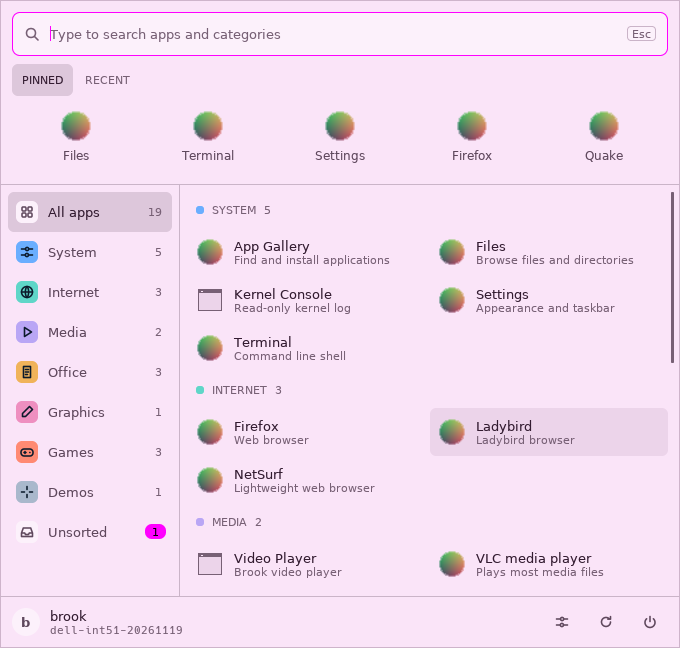 Type to search apps and categories
Esc
PINNED
RECENT
Files
Terminal
Settings
Firefox
Quake
All apps 19
System 5
Internet 3
Media 2
Office 3
Graphics 1
Games 3
Demos 1
Unsorted 1
SYSTEM 5
App Gallery
Find and install applications
Files
Browse files and directories
Kernel Console
Read-only kernel log
Settings
Appearance and taskbar
Terminal
Command line shell
INTERNET 3
Firefox
Web browser
Ladybird
Ladybird browser
NetSurf
Lightweight web browser
MEDIA 2
Video Player
Brook video player
VLC media player
Plays most media files
b
brook
dell-int51-20261119